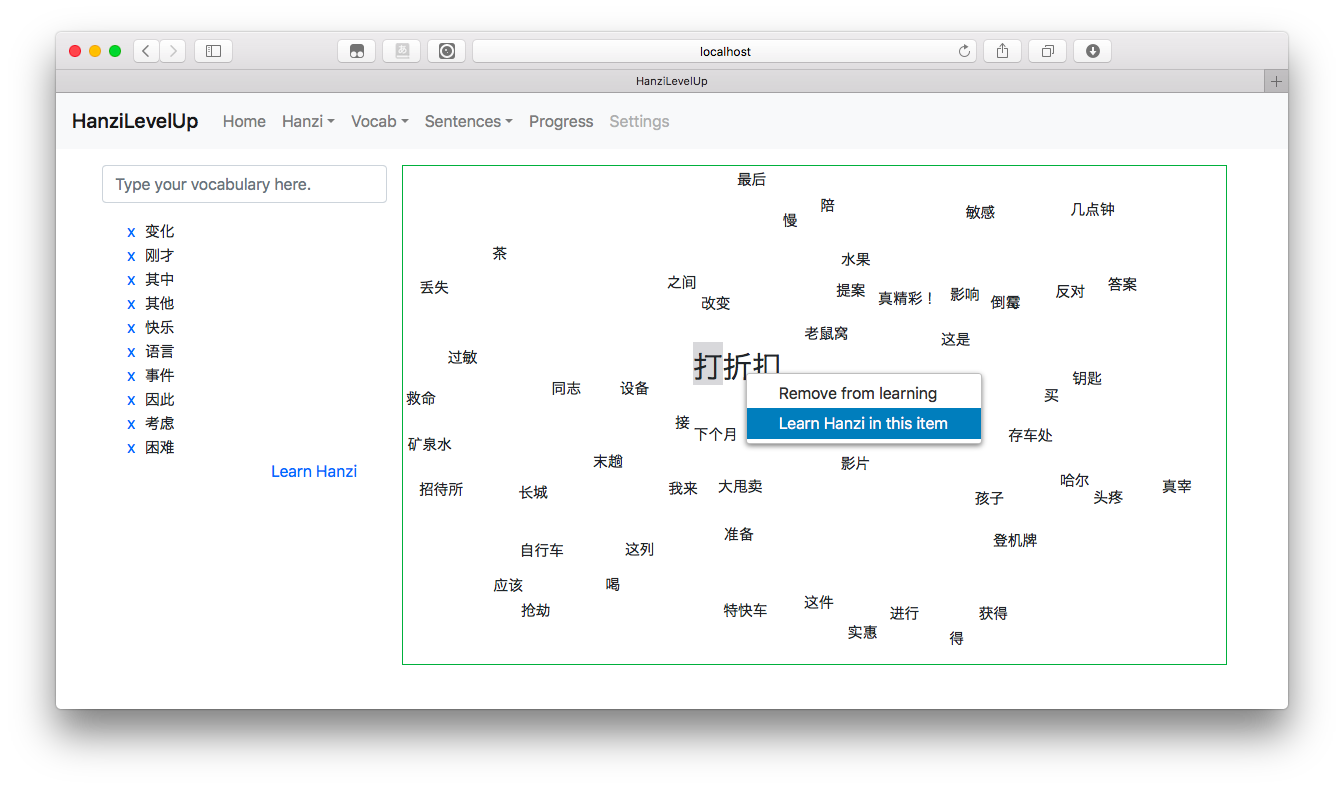 localhost
HanziLevelUp
HanziLevelUp Home Hanzi Vocab Sentences Progress Settings
Type your vocabulary here.
x 变化
x 刚才
x 其中
x 其他
x 快乐
x 语言
x 事件
x 因此
x 考虑
x 困难
Learn Hanzi
最后
陪
慢
敏感
几点钟
茶
水果
丢失
之间
改变
提案
真精彩！
影响
倒霉
反对
答案
老鼠窝
这是
过敏
打折扣
同志
设备
救命
钥匙
买
Remove from learning
Learn Hanzi in this item
接
下个月
存车处
矿泉水
末趟
影片
招待所
长城
我来
大甩卖
孩子
哈尔
头疼
真宰
准备
登机牌
自行车
这列
应该
喝
抢劫
特快车
这件
进行
获得
实惠
得